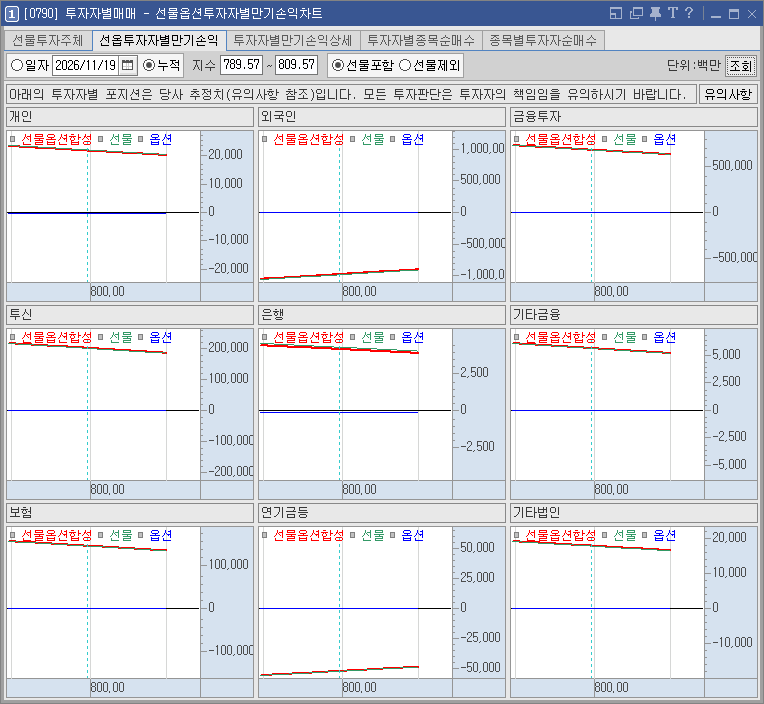 1 [0790] 투자자별매매 - 선물옵션투자자별만기손익차트 T ?
선물투자주체 선옵투자자별만기손익 투자자별만기손익상세 투자자별종목순매수 종목별투자자순매수
일자 2026/11/19 누적 지수 789.57 ~ 809.57 선물포함 선물제외 단위:백만 조회
아래의 투자자별 포지션은 당사 추정치(유의사항 참조)입니다. 모든 투자판단은 투자자의 책임임을 유의하시기 바랍니다. 유의사항
개인
선물옵션합성 선물 옵션
20,000
10,000
0
-10,000
-20,000
800.00
외국인
선물옵션합성 선물 옵션
1,000,00
500,000
0
-500,000
-1,000,0
800.00
금융투자
선물옵션합성 선물 옵션
500,000
0
-500,000
800.00
투신
선물옵션합성 선물 옵션
200,000
100,000
0
-100,000
-200,000
800.00
은행
선물옵션합성 선물 옵션
2,500
0
-2,500
800.00
기타금융
선물옵션합성 선물 옵션
5,000
2,500
0
-2,500
-5,000
800.00
보험
선물옵션합성 선물 옵션
100,000
0
-100,000
800.00
연기금등
선물옵션합성 선물 옵션
50,000
25,000
0
-25,000
-50,000
800.00
기타법인
선물옵션합성 선물 옵션
20,000
10,000
0
-10,000
800.00